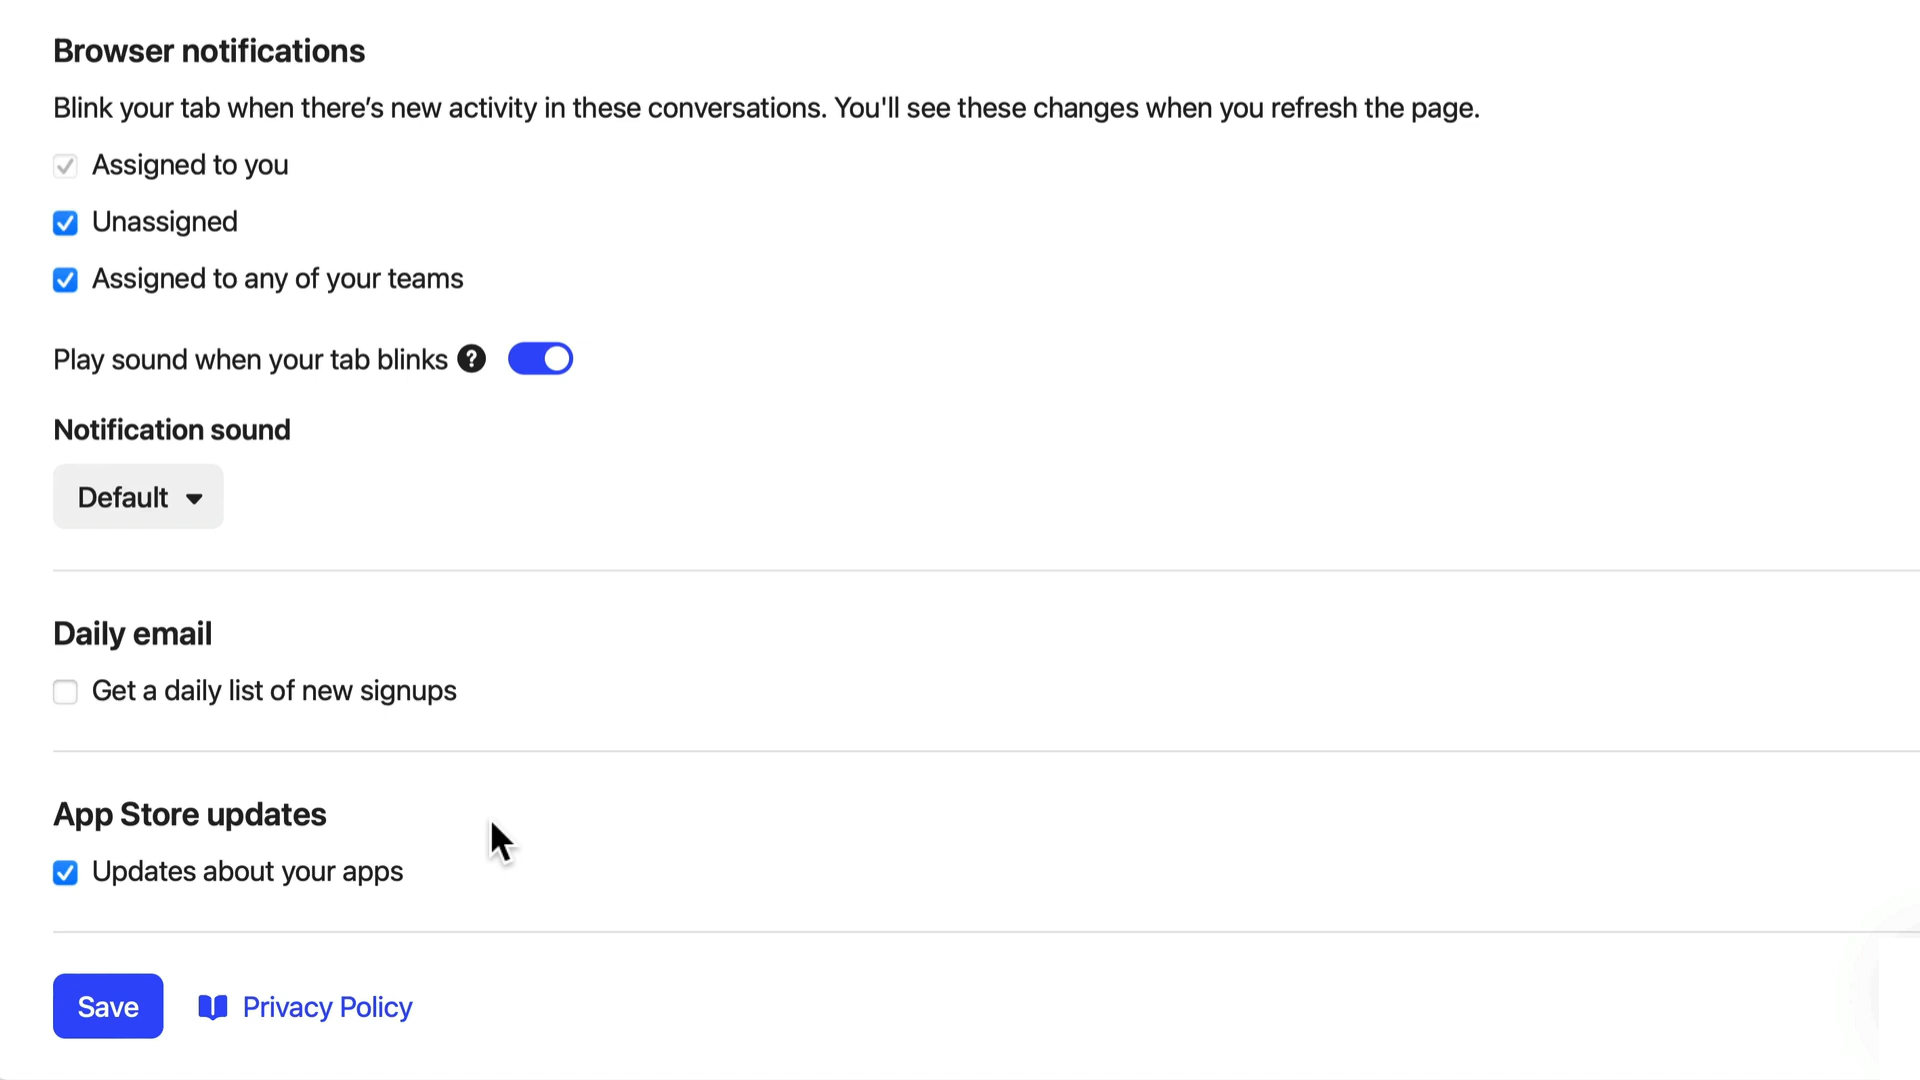 Browser notifications
Blink your tab when there’s new activity in these conversations. You'll see these changes when you refresh the page.
Assigned to you
Unassigned
Assigned to any of your teams
Play sound when your tab blinks ?
Notification sound
Default
Daily email
Get a daily list of new signups
App Store updates
Updates about your apps
Save Privacy Policy